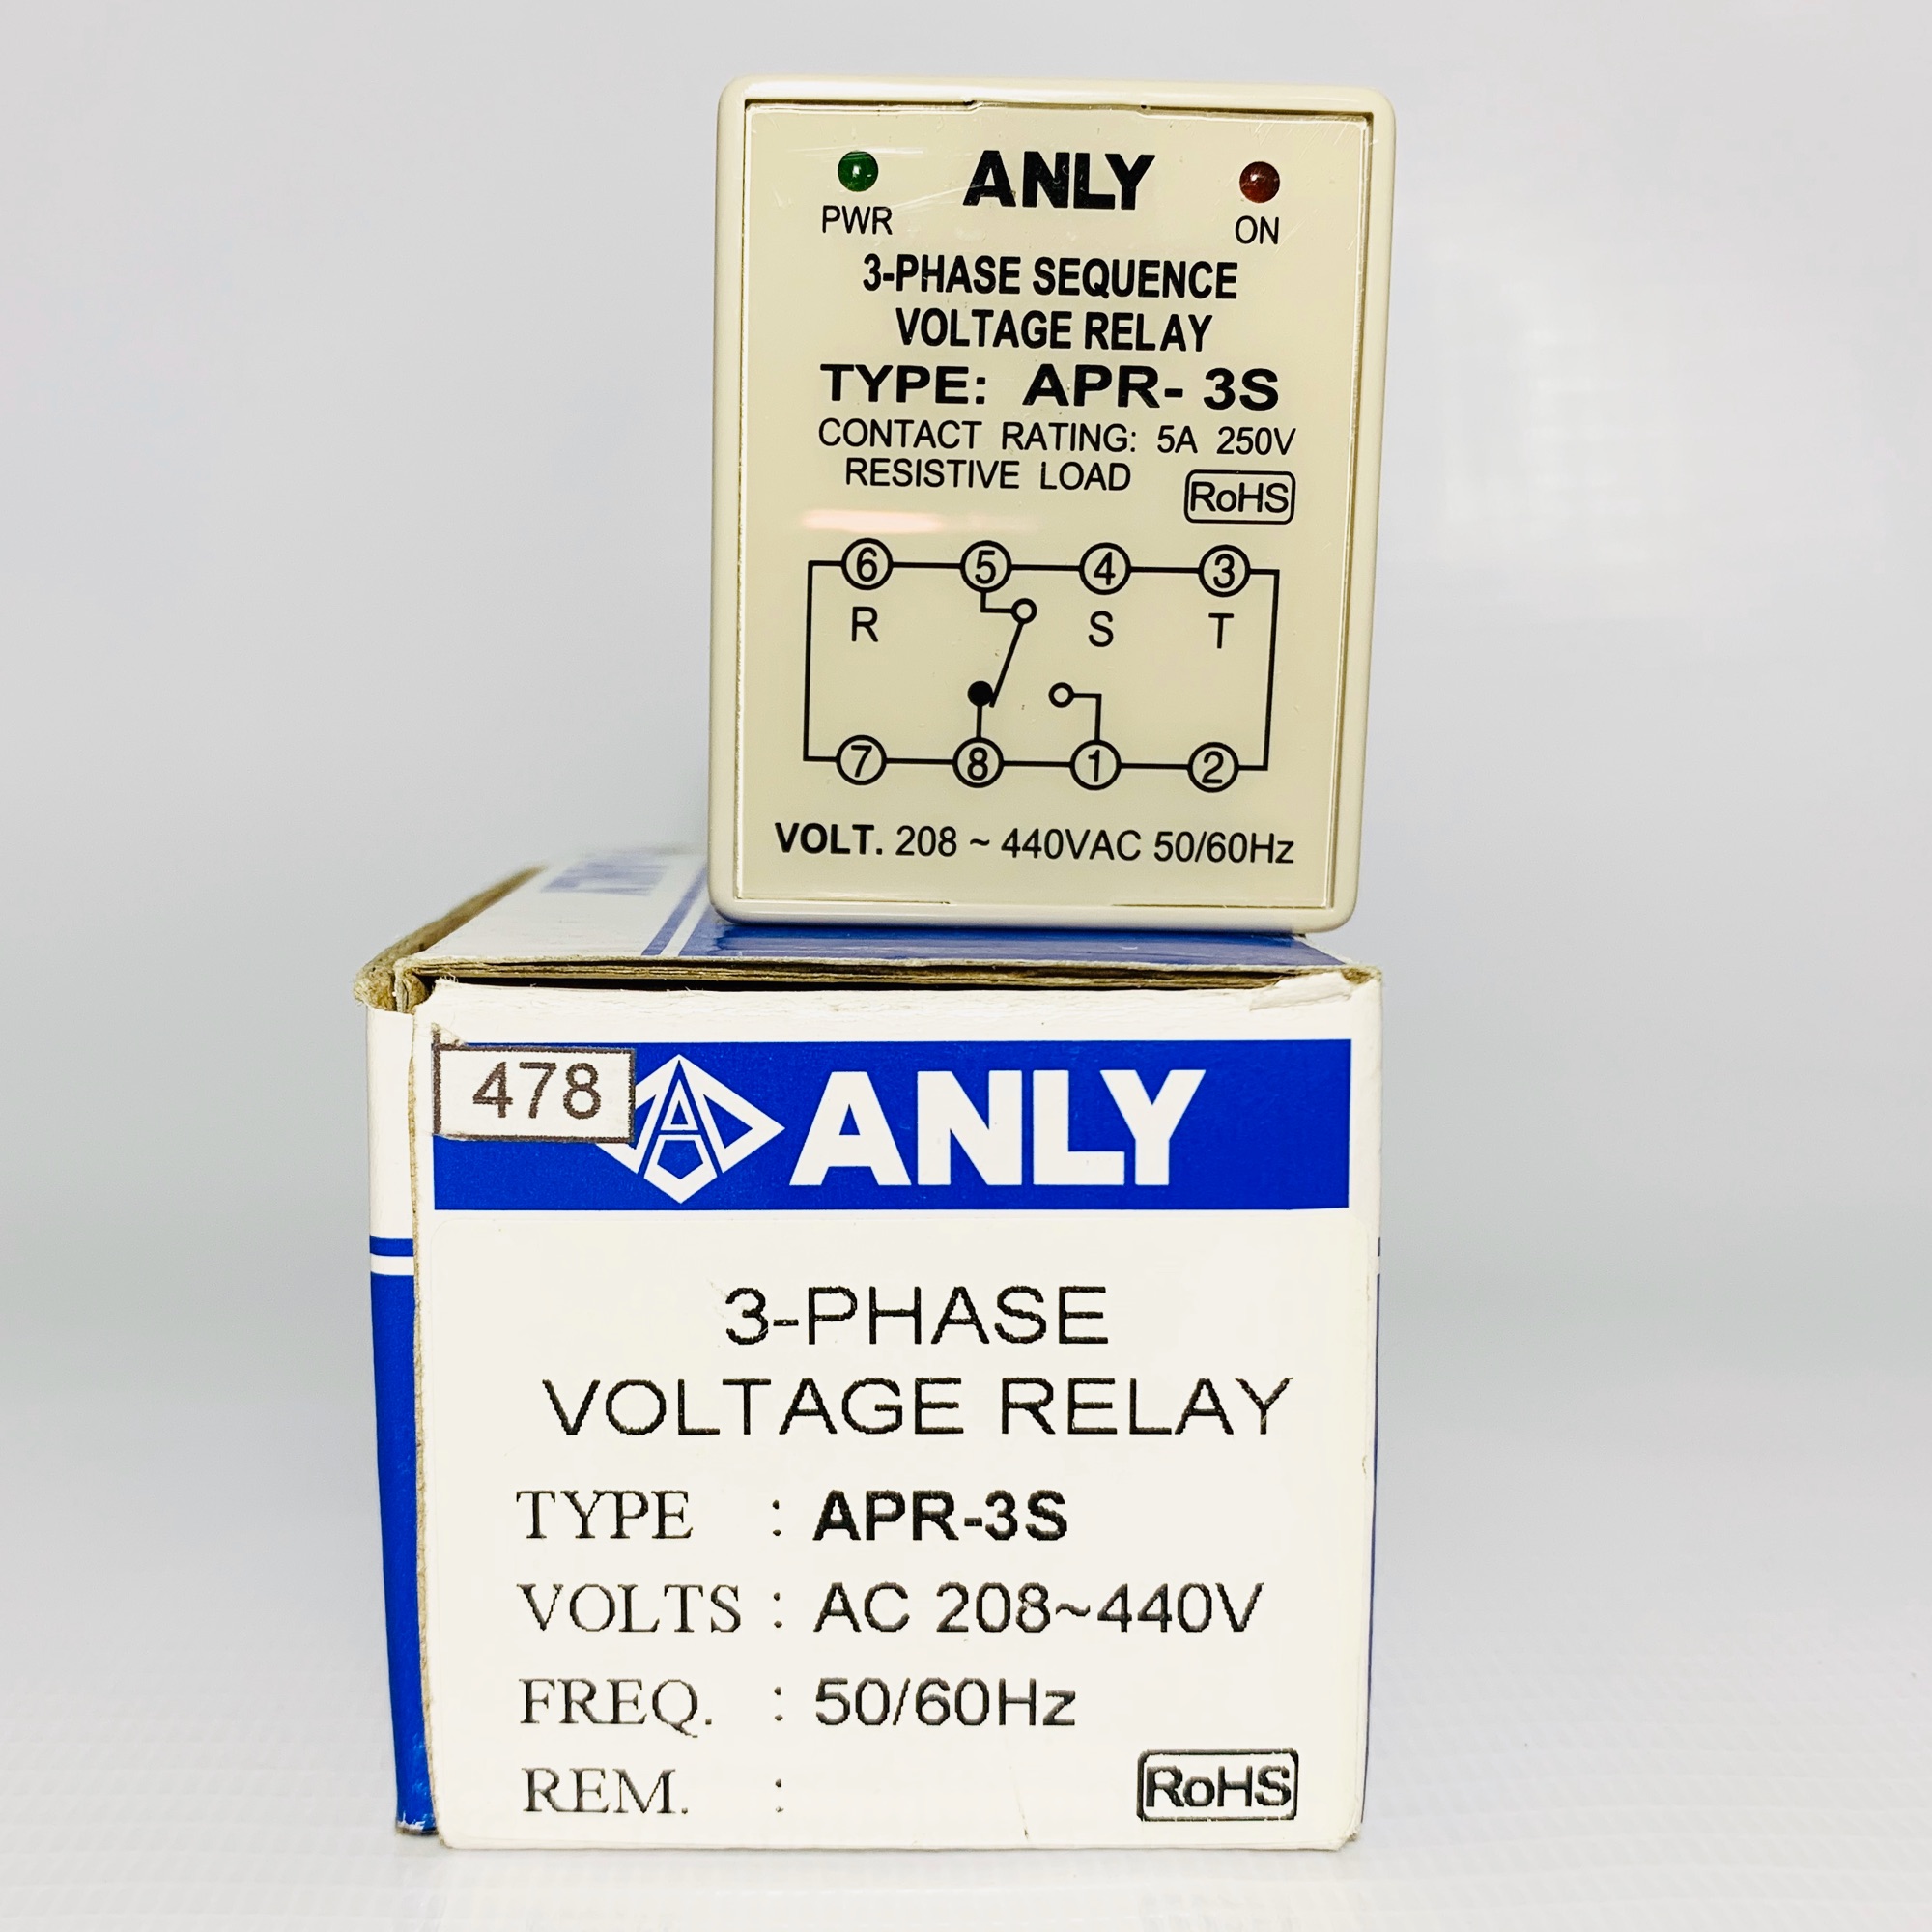 PWR
ANLY
ON
3-PHASE SEQUENCE
VOLTAGE RELAY
TYPE: APR- 3S
CONTACT RATING: 5A 250V
RESISTIVE LOAD
RoHS
6 5 4 3
R S T
7 8 1 2
VOLT. 208 ~ 440VAC 50/60Hz
478
ANLY
3-PHASE
VOLTAGE RELAY
TYPE : APR-3S
VOLTS : AC 208~440V
FREQ. : 50/60Hz
REM. :
RoHS